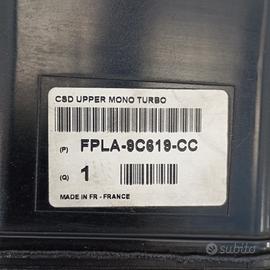 CSD UPPER MONO TURBO
(P) FPLA-9C619-CC
(Q) 1
MADE IN FR - FRANCE
subito